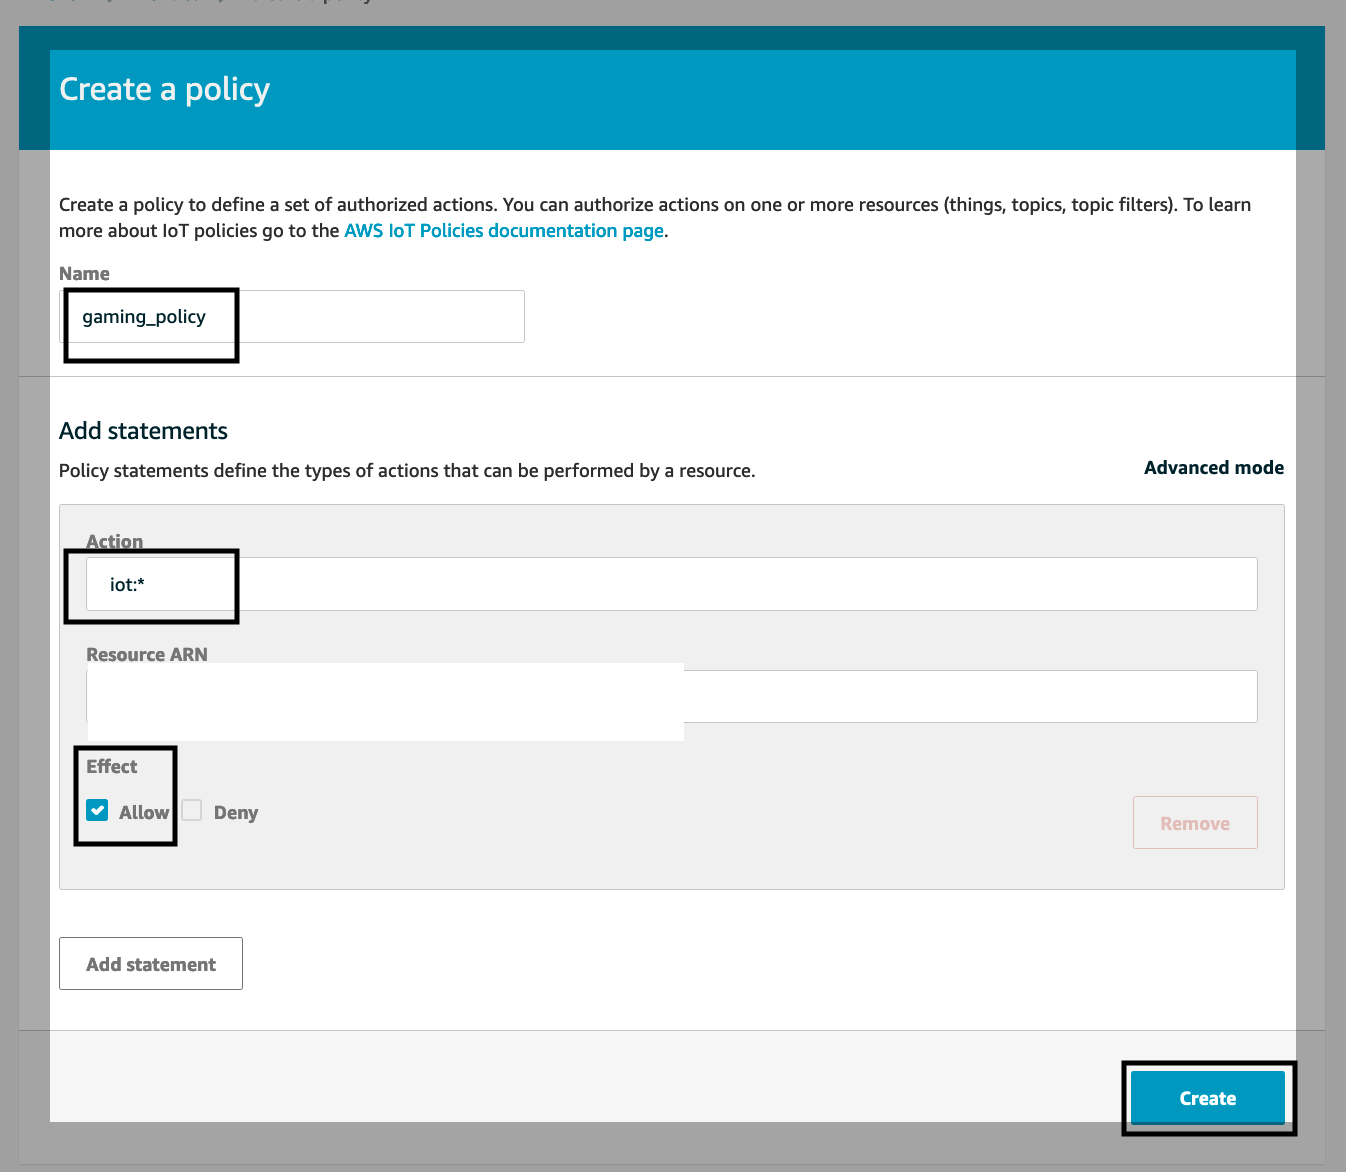 Create a policy
Create a policy to define a set of authorized actions. You can authorize actions on one or more resources (things, topics, topic filters). To learn
more about IoT policies go to the AWS IoT Policies documentation page.
Name
gaming_policy
Add statements
Policy statements define the types of actions that can be performed by a resource.
Advanced mode
Action
iot:*
Resource ARN
Effect
Allow
Deny
Remove
Add statement
Create